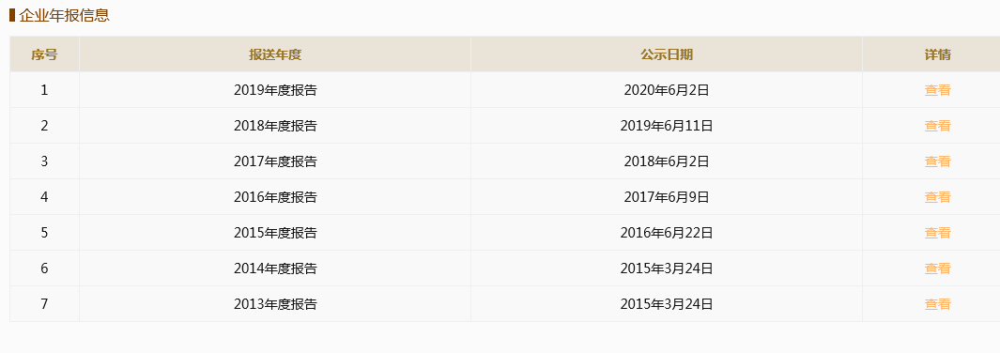 企业年报信息
序号 报送年度 公示日期 详情
1 2019年度报告 2020年6月2日 查看
2 2018年度报告 2019年6月11日 查看
3 2017年度报告 2018年6月2日 查看
4 2016年度报告 2017年6月9日 查看
5 2015年度报告 2016年6月22日 查看
6 2014年度报告 2015年3月24日 查看
7 2013年度报告 2015年3月24日 查看